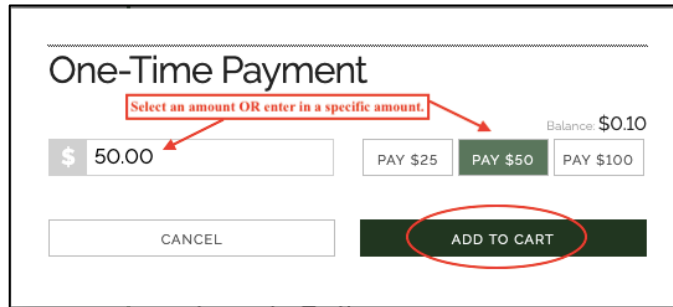 One-Time Payment
Select an amount OR enter in a specific amount.
Balance: $0.10
$ 50.00
PAY $25 PAY $50 PAY $100
CANCEL
ADD TO CART